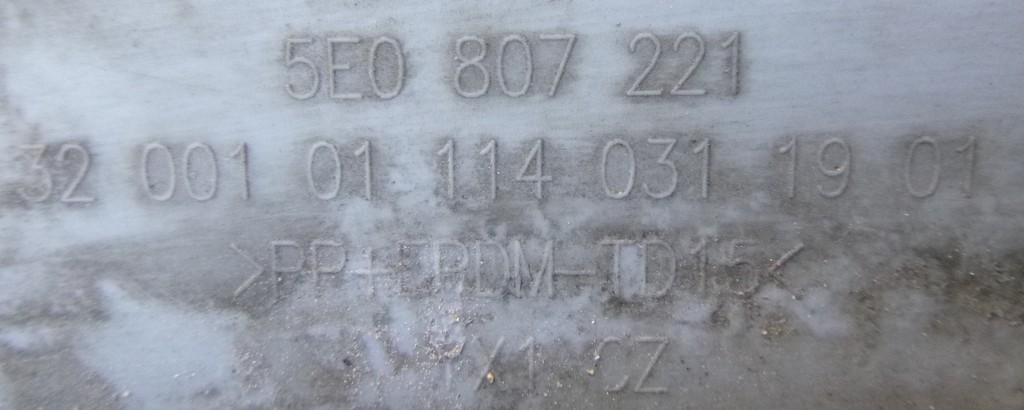 5E0 807 221
32 001 01 114 031 19 01
>PP+EPDM-TD15<
CZ